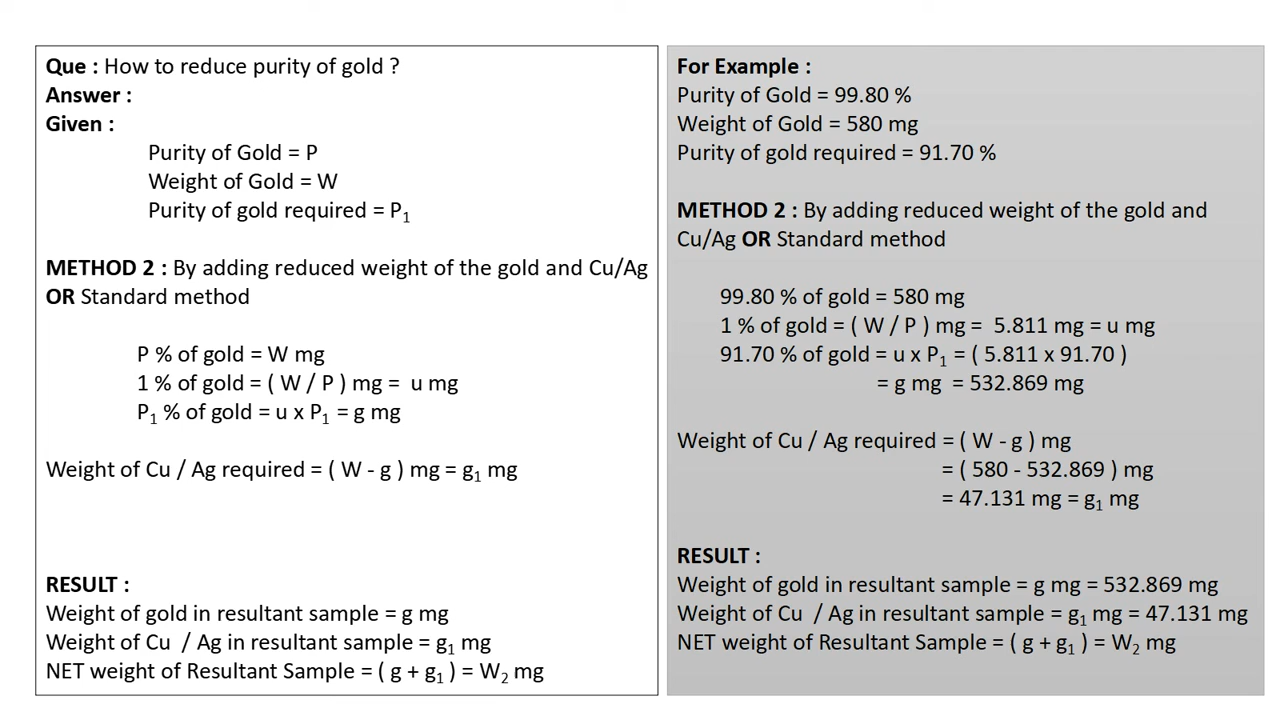 Que : How to reduce purity of gold ?
Answer :
Given :
Purity of Gold = P
Weight of Gold = W
Purity of gold required = P₁
METHOD 2 : By adding reduced weight of the gold and Cu/Ag
OR Standard method
P % of gold = W mg
1 % of gold = ( W / P ) mg = u mg
P₁ % of gold = u x P₁ = g mg
Weight of Cu / Ag required = ( W - g ) mg = g₁ mg
RESULT :
Weight of gold in resultant sample = g mg
Weight of Cu / Ag in resultant sample = g₁ mg
NET weight of Resultant Sample = ( g + g₁ ) = W₂ mg
For Example :
Purity of Gold = 99.80 %
Weight of Gold = 580 mg
Purity of gold required = 91.70 %
METHOD 2 : By adding reduced weight of the gold and
Cu/Ag OR Standard method
99.80 % of gold = 580 mg
1 % of gold = ( W / P ) mg = 5.811 mg = u mg
91.70 % of gold = u x P₁ = ( 5.811 x 91.70 )
= g mg = 532.869 mg
Weight of Cu / Ag required = ( W - g ) mg
= ( 580 - 532.869 ) mg
= 47.131 mg = g₁ mg
RESULT :
Weight of gold in resultant sample = g mg = 532.869 mg
Weight of Cu / Ag in resultant sample = g₁ mg = 47.131 mg
NET weight of Resultant Sample = ( g + g₁ ) = W₂ mg